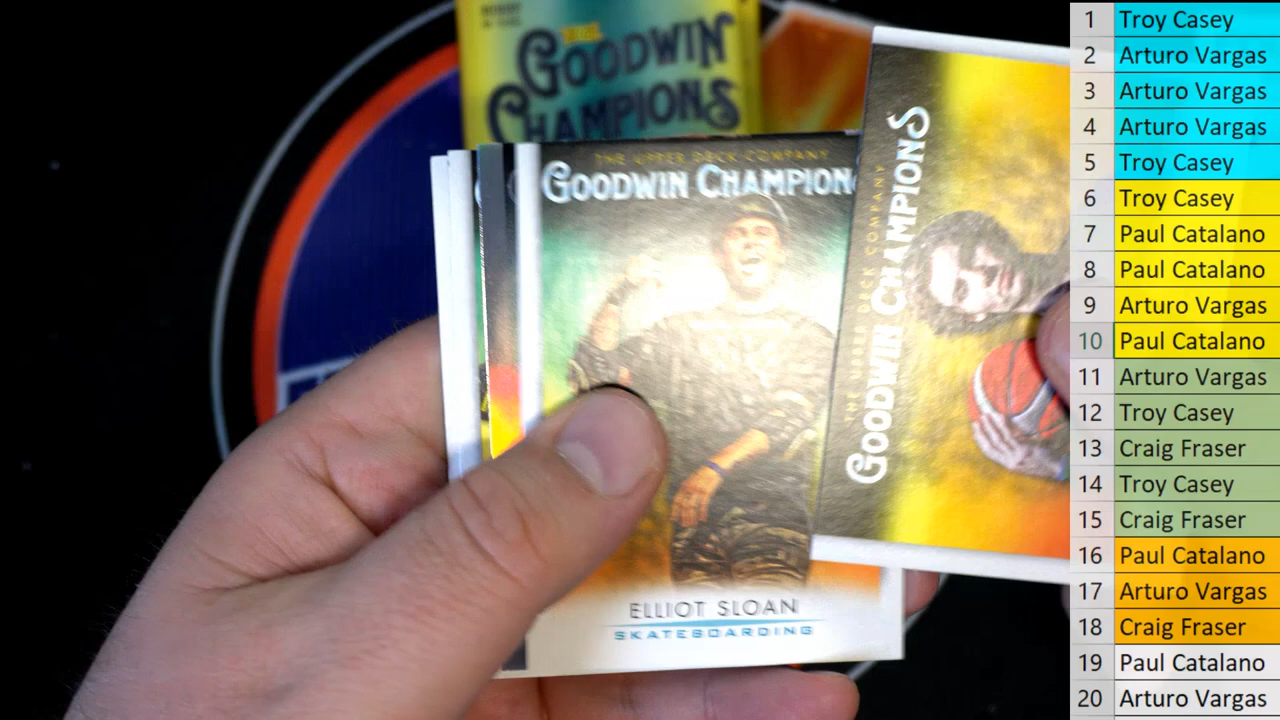 GOODWIN
CHAMPIONS
THE UPPER DECK COMPANY
GOODWIN CHAMPION
ELLIOT SLOAN
SKATEBOARDING
THE UPPER DECK COMPANY
GOODWIN CHAMPIONS
1 Troy Casey
2 Arturo Vargas
3 Arturo Vargas
4 Arturo Vargas
5 Troy Casey
6 Troy Casey
7 Paul Catalano
8 Paul Catalano
9 Arturo Vargas
10 Paul Catalano
11 Arturo Vargas
12 Troy Casey
13 Craig Fraser
14 Troy Casey
15 Craig Fraser
16 Paul Catalano
17 Arturo Vargas
18 Craig Fraser
19 Paul Catalano
20 Arturo Vargas